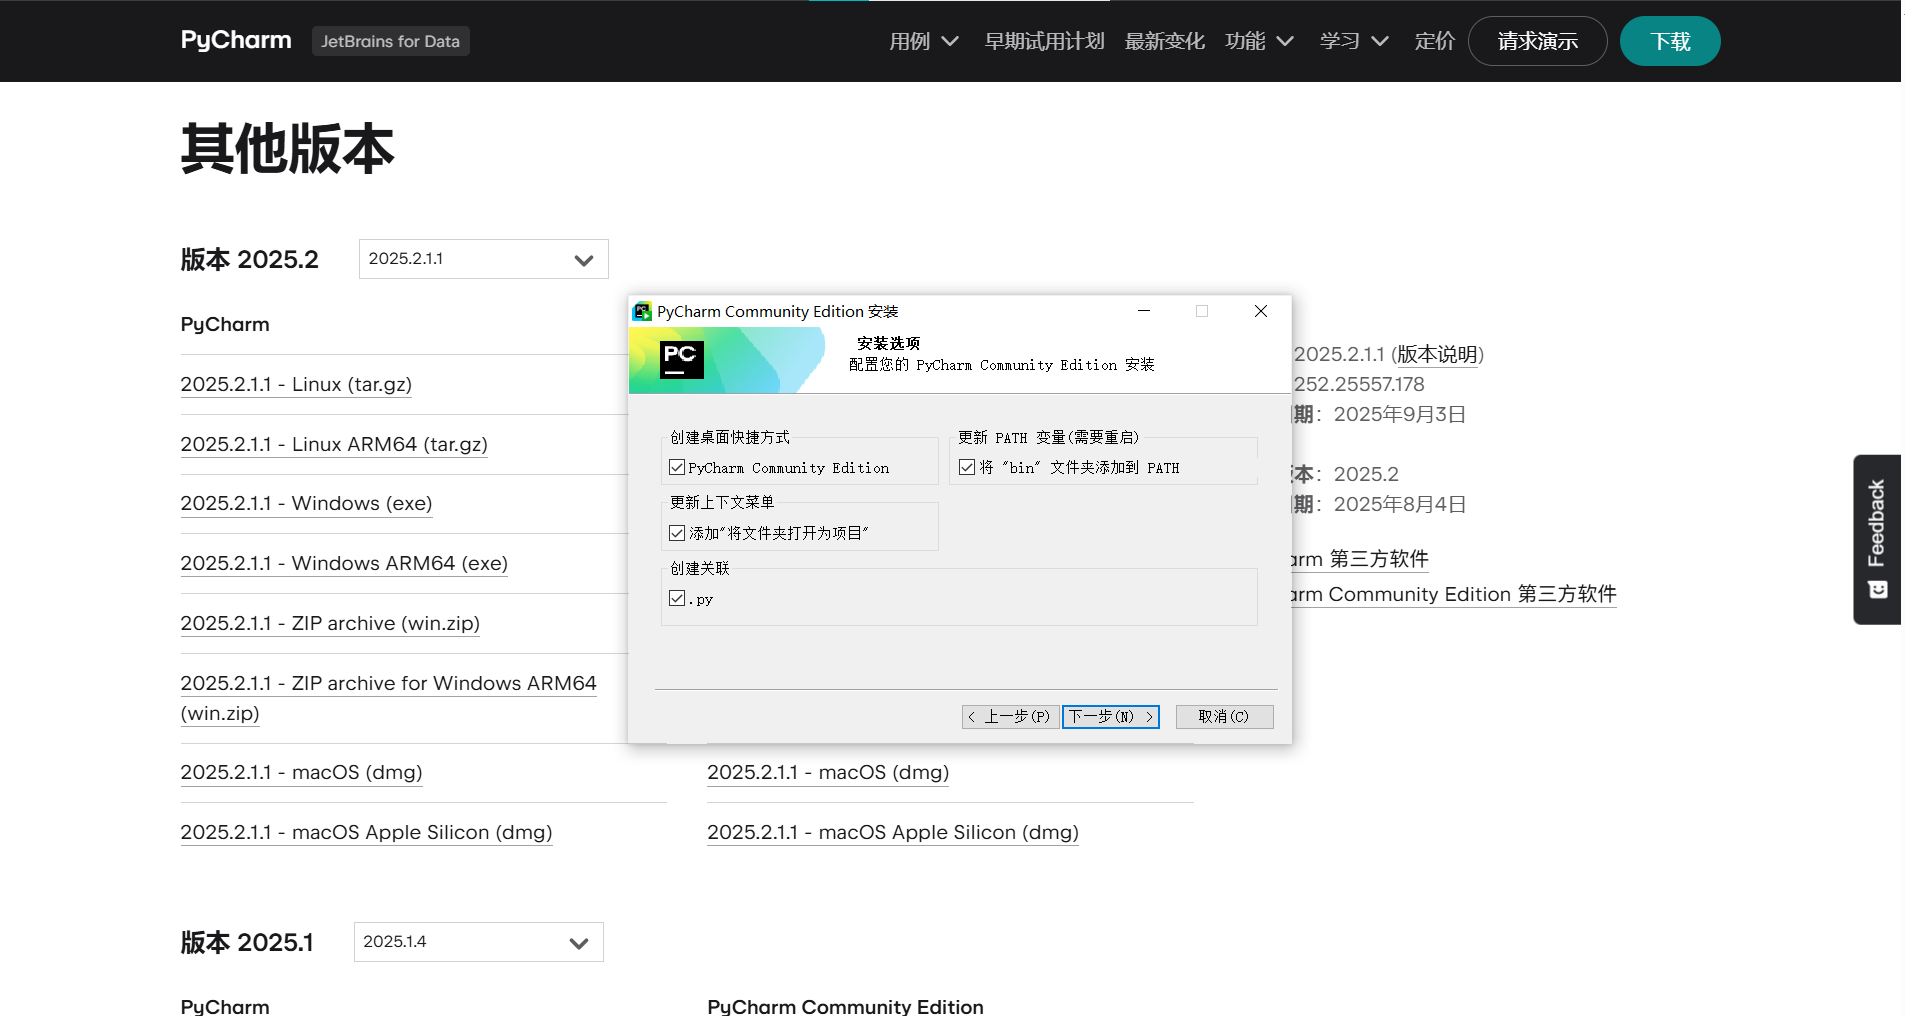 PyCharm
JetBrains for Data
用例
早期试用计划
最新变化
功能
学习
定价
请求演示
下载
其他版本
版本 2025.2
2025.2.1.1
PyCharm
2025.2.1.1 - Linux (tar.gz)
2025.2.1.1 - Linux ARM64 (tar.gz)
2025.2.1.1 - Windows (exe)
2025.2.1.1 - Windows ARM64 (exe)
2025.2.1.1 - ZIP archive (win.zip)
2025.2.1.1 - ZIP archive for Windows ARM64
(win.zip)
2025.2.1.1 - macOS (dmg)
2025.2.1.1 - macOS Apple Silicon (dmg)
PyCharm Community Edition 安装
PC
安装选项
配置您的 PyCharm Community Edition 安装
创建桌面快捷方式
PyCharm Community Edition
更新 PATH 变量(需要重启)
将 "bin" 文件夹添加到 PATH
更新上下文菜单
添加"将文件夹打开为项目"
创建关联
.py
< 上一步(P)
下一步(N) >
取消(C)
2025.2.1.1 - macOS (dmg)
2025.2.1.1 - macOS Apple Silicon (dmg)
2025.2.1.1 (版本说明)
252.25557.178
期： 2025年9月3日
本： 2025.2
期： 2025年8月4日
arm 第三方软件
arm Community Edition 第三方软件
Feedback
版本 2025.1
2025.1.4
PyCharm
PyCharm Community Edition